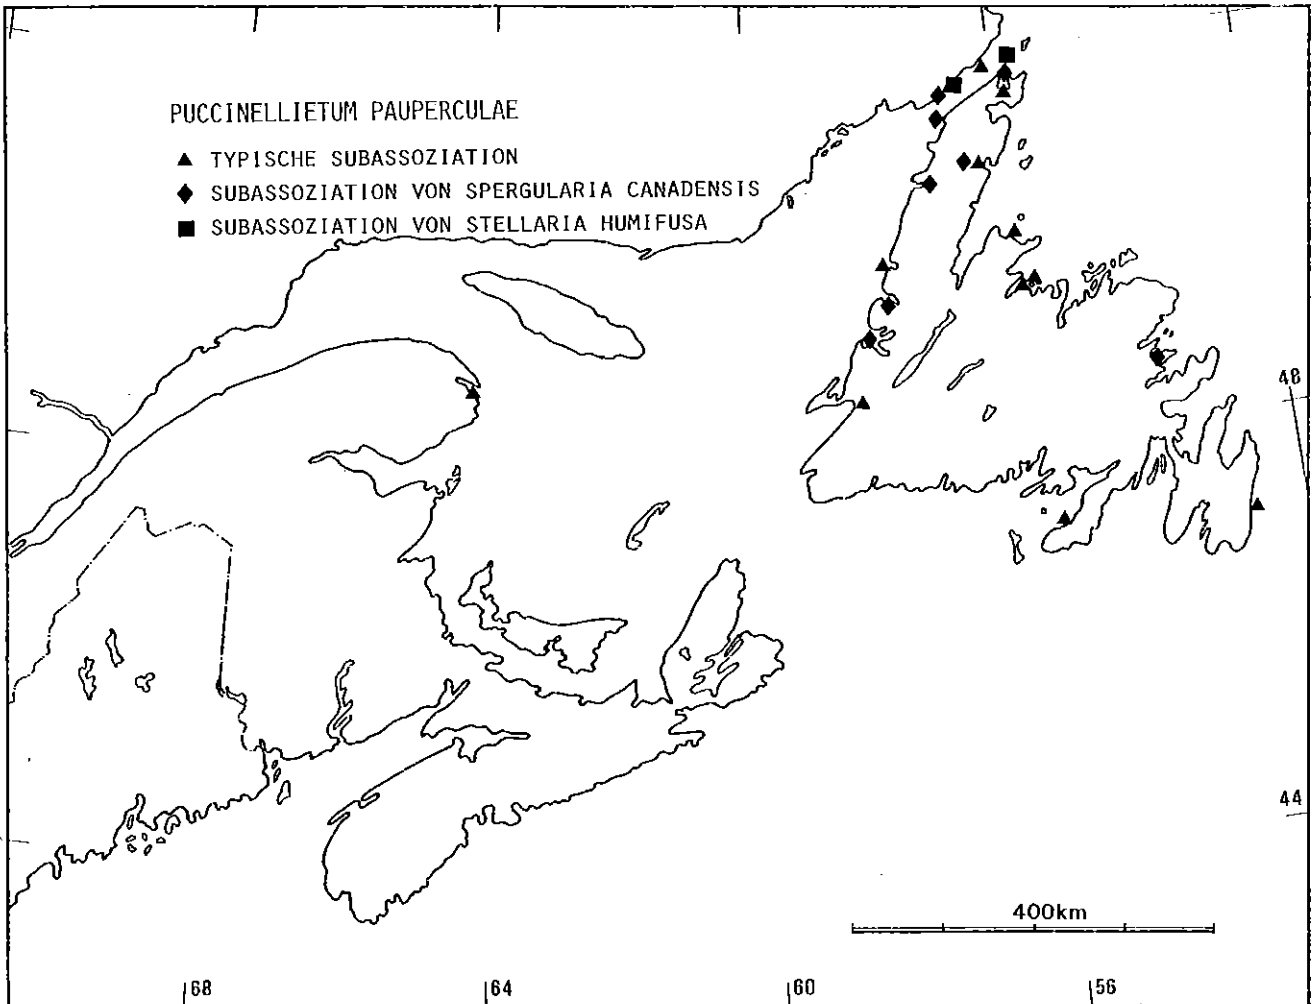 PUCCINELLIETUM PAUPERCULAE
TYPISCHE SUBASSOZIATION
SUBASSOZIATION VON SPERGULARIA CANADENSIS
SUBASSOZIATION VON STELLARIA HUMIFUSA
48
44
400km
68
64
60
56